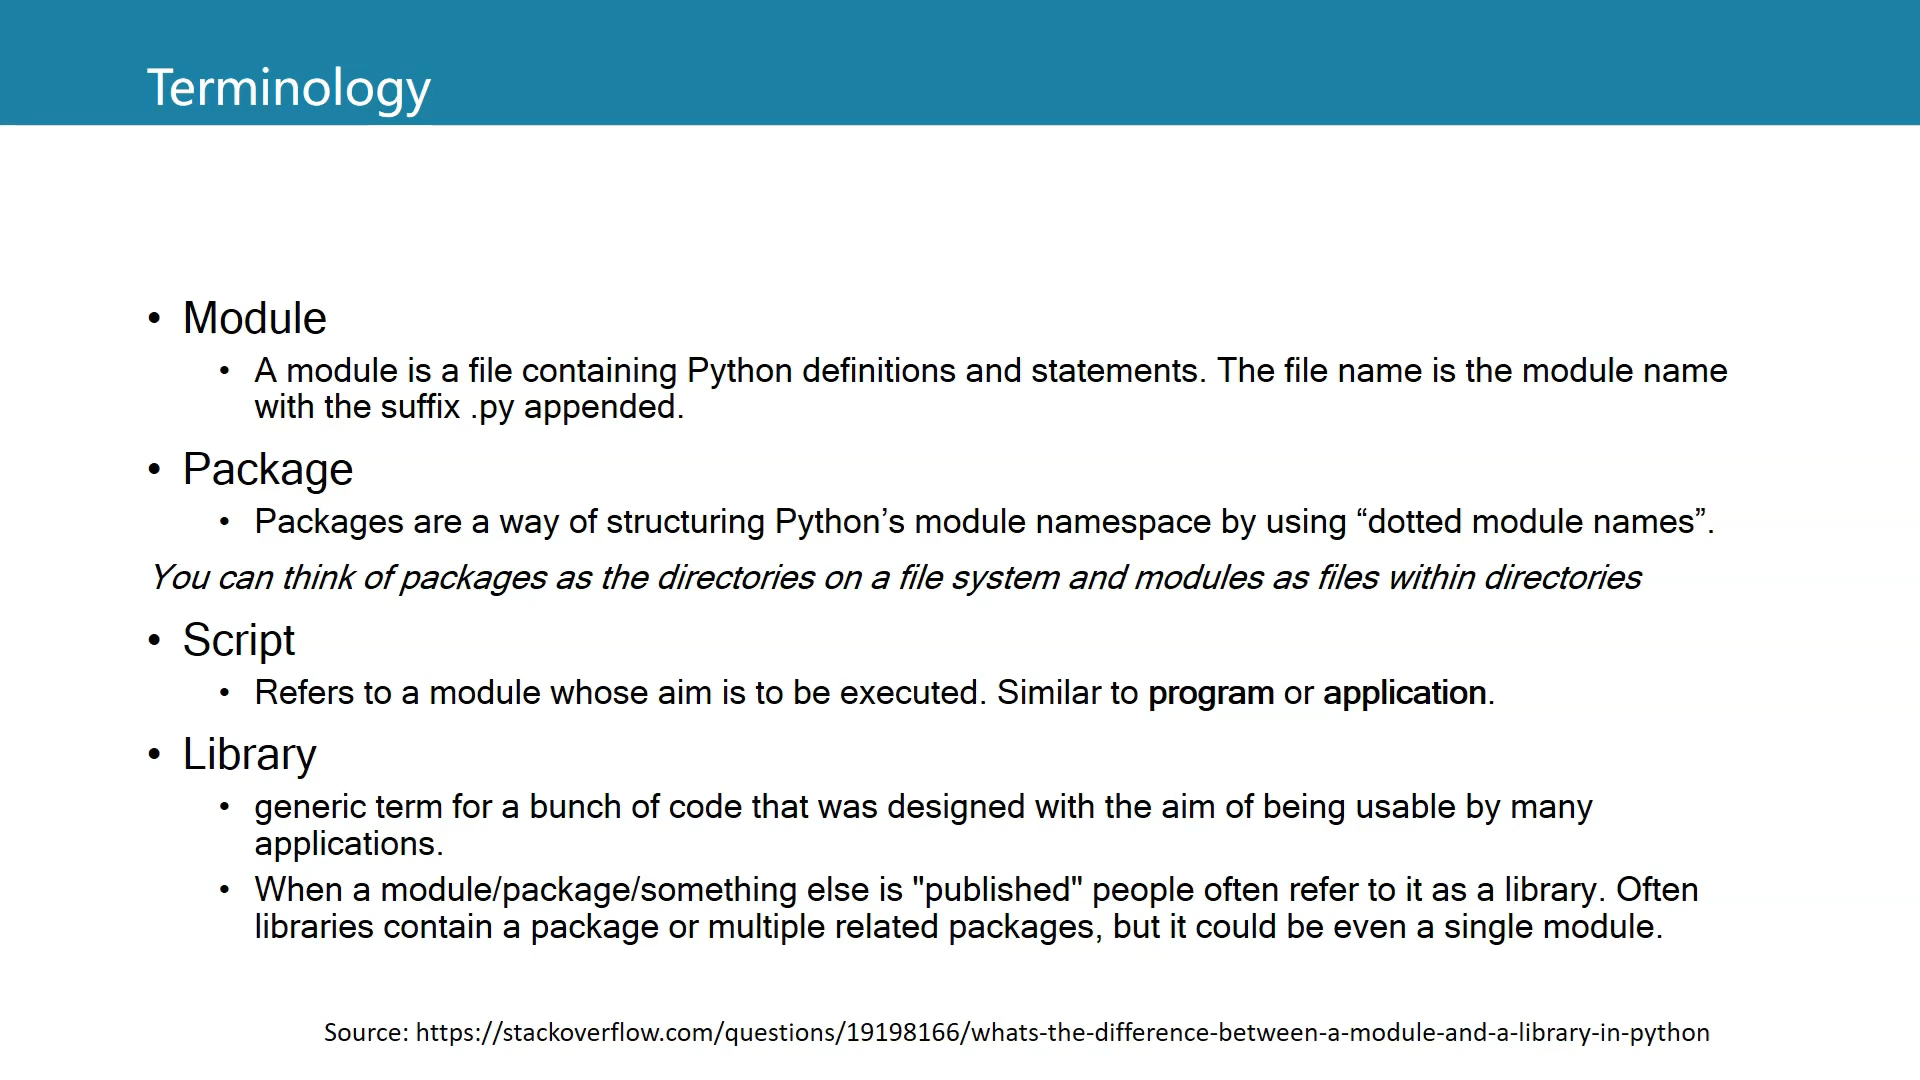 Terminology
• Module
• A module is a file containing Python definitions and statements. The file name is the module name
with the suffix .py appended.
• Package
• Packages are a way of structuring Python’s module namespace by using “dotted module names”.
You can think of packages as the directories on a file system and modules as files within directories
• Script
• Refers to a module whose aim is to be executed. Similar to program or application.
• Library
• generic term for a bunch of code that was designed with the aim of being usable by many
applications.
• When a module/package/something else is "published" people often refer to it as a library. Often
libraries contain a package or multiple related packages, but it could be even a single module.
Source: https://stackoverflow.com/questions/19198166/whats-the-difference-between-a-module-and-a-library-in-python